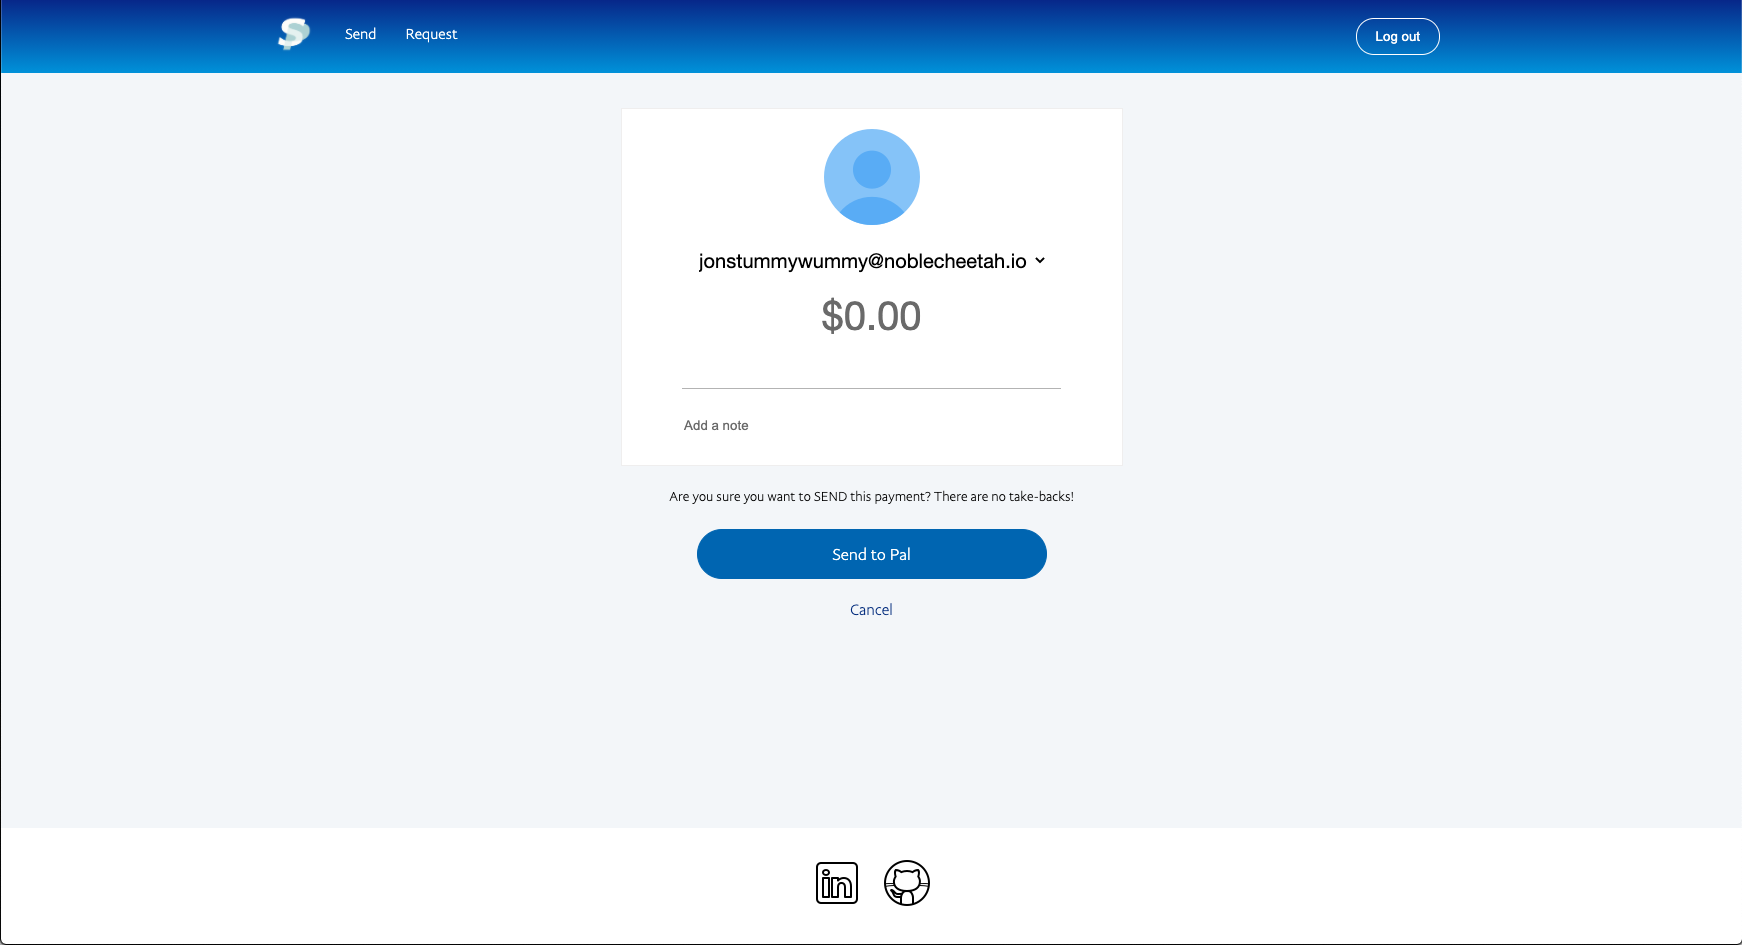 Send Request Log out
jonstummywummy@noblecheetah.io
$0.00
Add a note
Are you sure you want to SEND this payment? There are no take-backs!
Send to Pal
Cancel
in